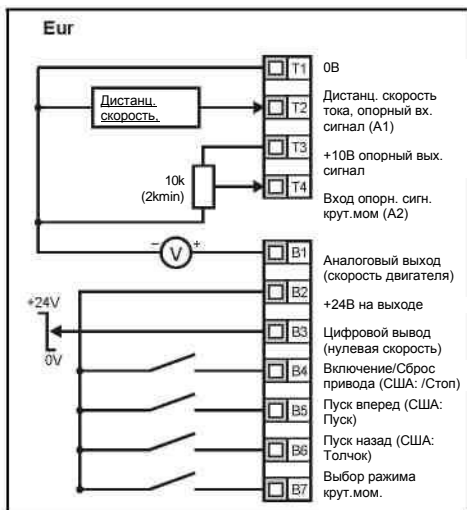 Eur
T1
0В
Дистанц.
скорость.
T2
Дистанц. скорость
тока, опорный вх.
сигнал (А1)
T3
+10В опорный вых.
сигнал
10k
(2kmin)
T4
Вход опорн. сигн.
крут.мом (А2)
− V +
B1
Аналоговый выход
(скорость двигателя)
B2
+24В на выходе
+24V
0V
B3
Цифровой вывод
(нулевая скорость)
B4
Включение/Сброс
привода (США: /Стоп)
B5
Пуск вперед (США:
Пуск)
B6
Пуск назад (США:
Толчок)
B7
Выбор ражима
крут.мом.